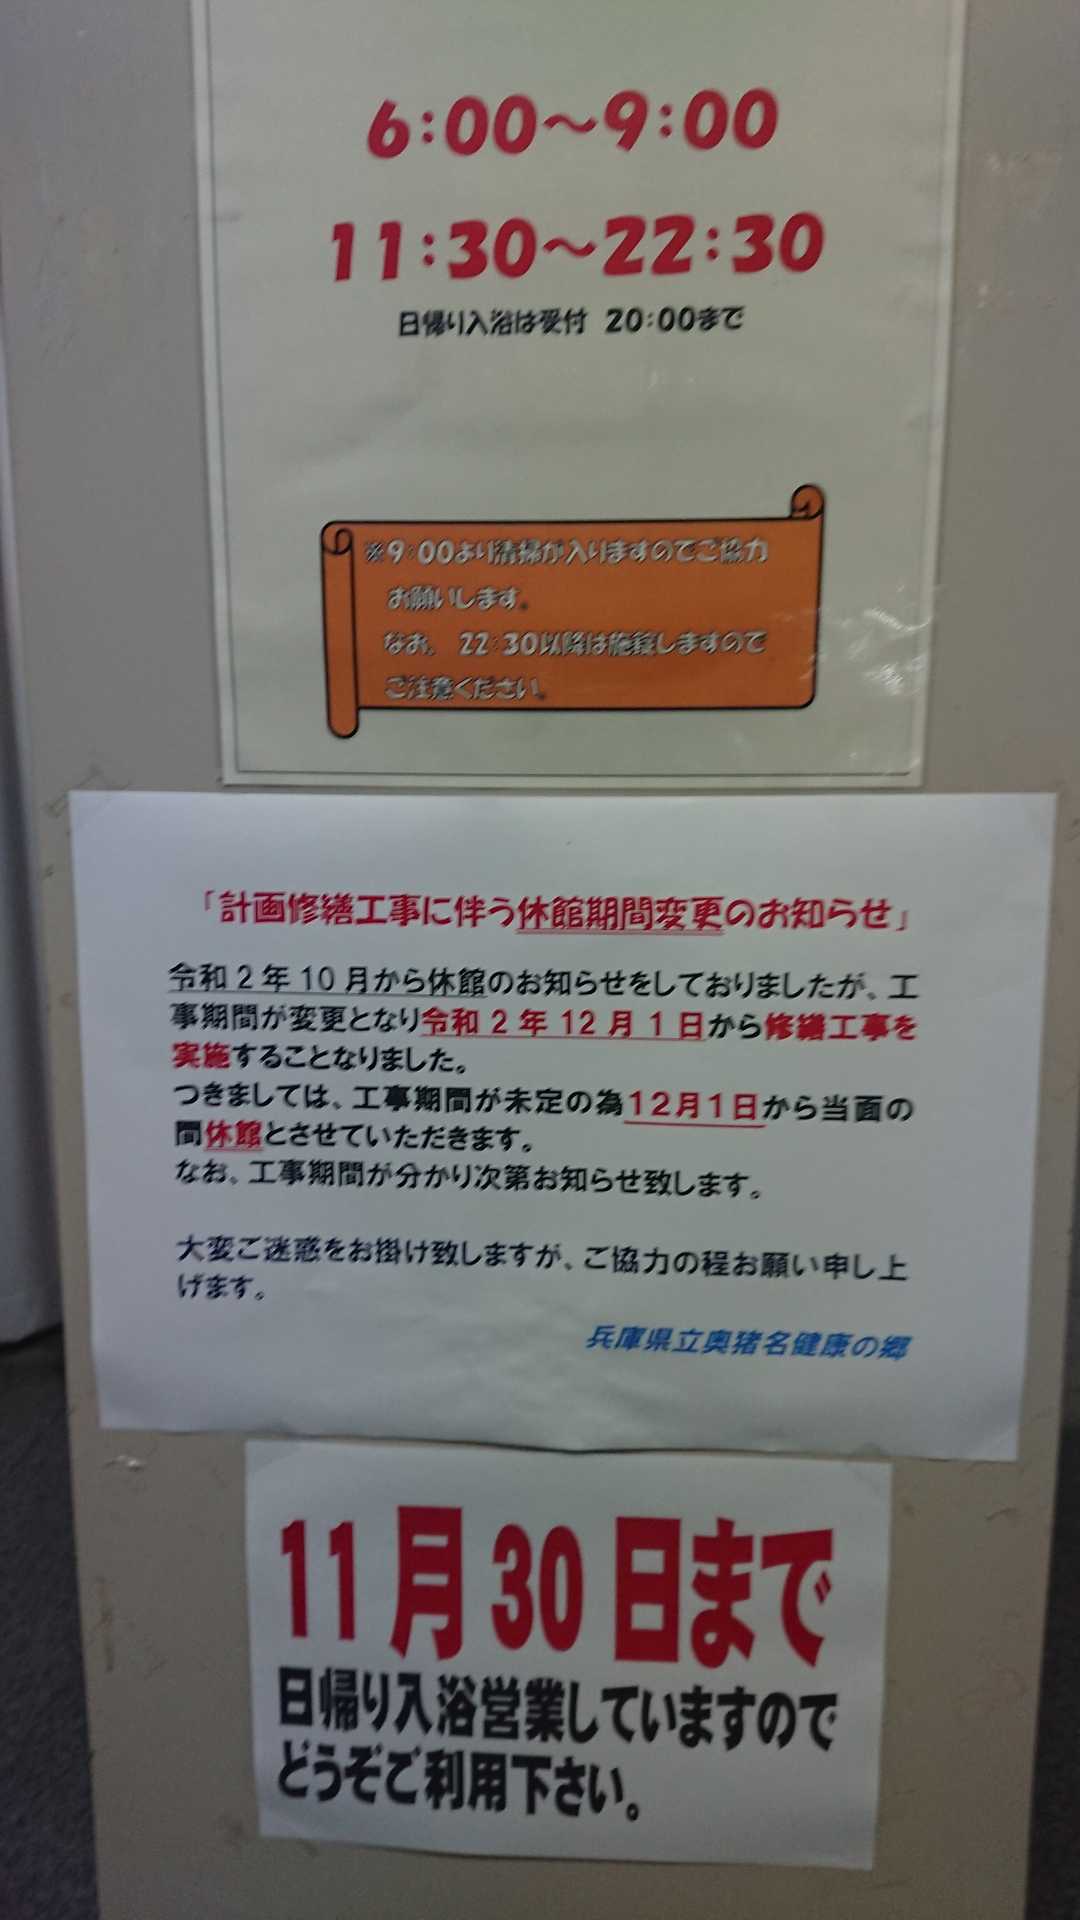 6:00～9:00
11:30～22:30
日帰り入浴は受付 20:00まで
※9:00より清掃が入りますのでご協力
お願いします。
なお、22:30以降は施錠しますので
ご注意ください。
「計画修繕工事に伴う休館期間変更のお知らせ」
令和2年10月から休館のお知らせをしておりましたが、工
事期間が変更となり令和2年12月1日から修繕工事を
実施することなりました。
つきましては、工事期間が未定の為12月1日から当面の
間休館とさせていただきます。
なお、工事期間が分かり次第お知らせ致します。
大変ご迷惑をお掛け致しますが、ご協力の程お願い申し上
げます。
兵庫県立奥猪名健康の郷
11月30日まで
日帰り入浴営業していますので
どうぞご利用下さい。